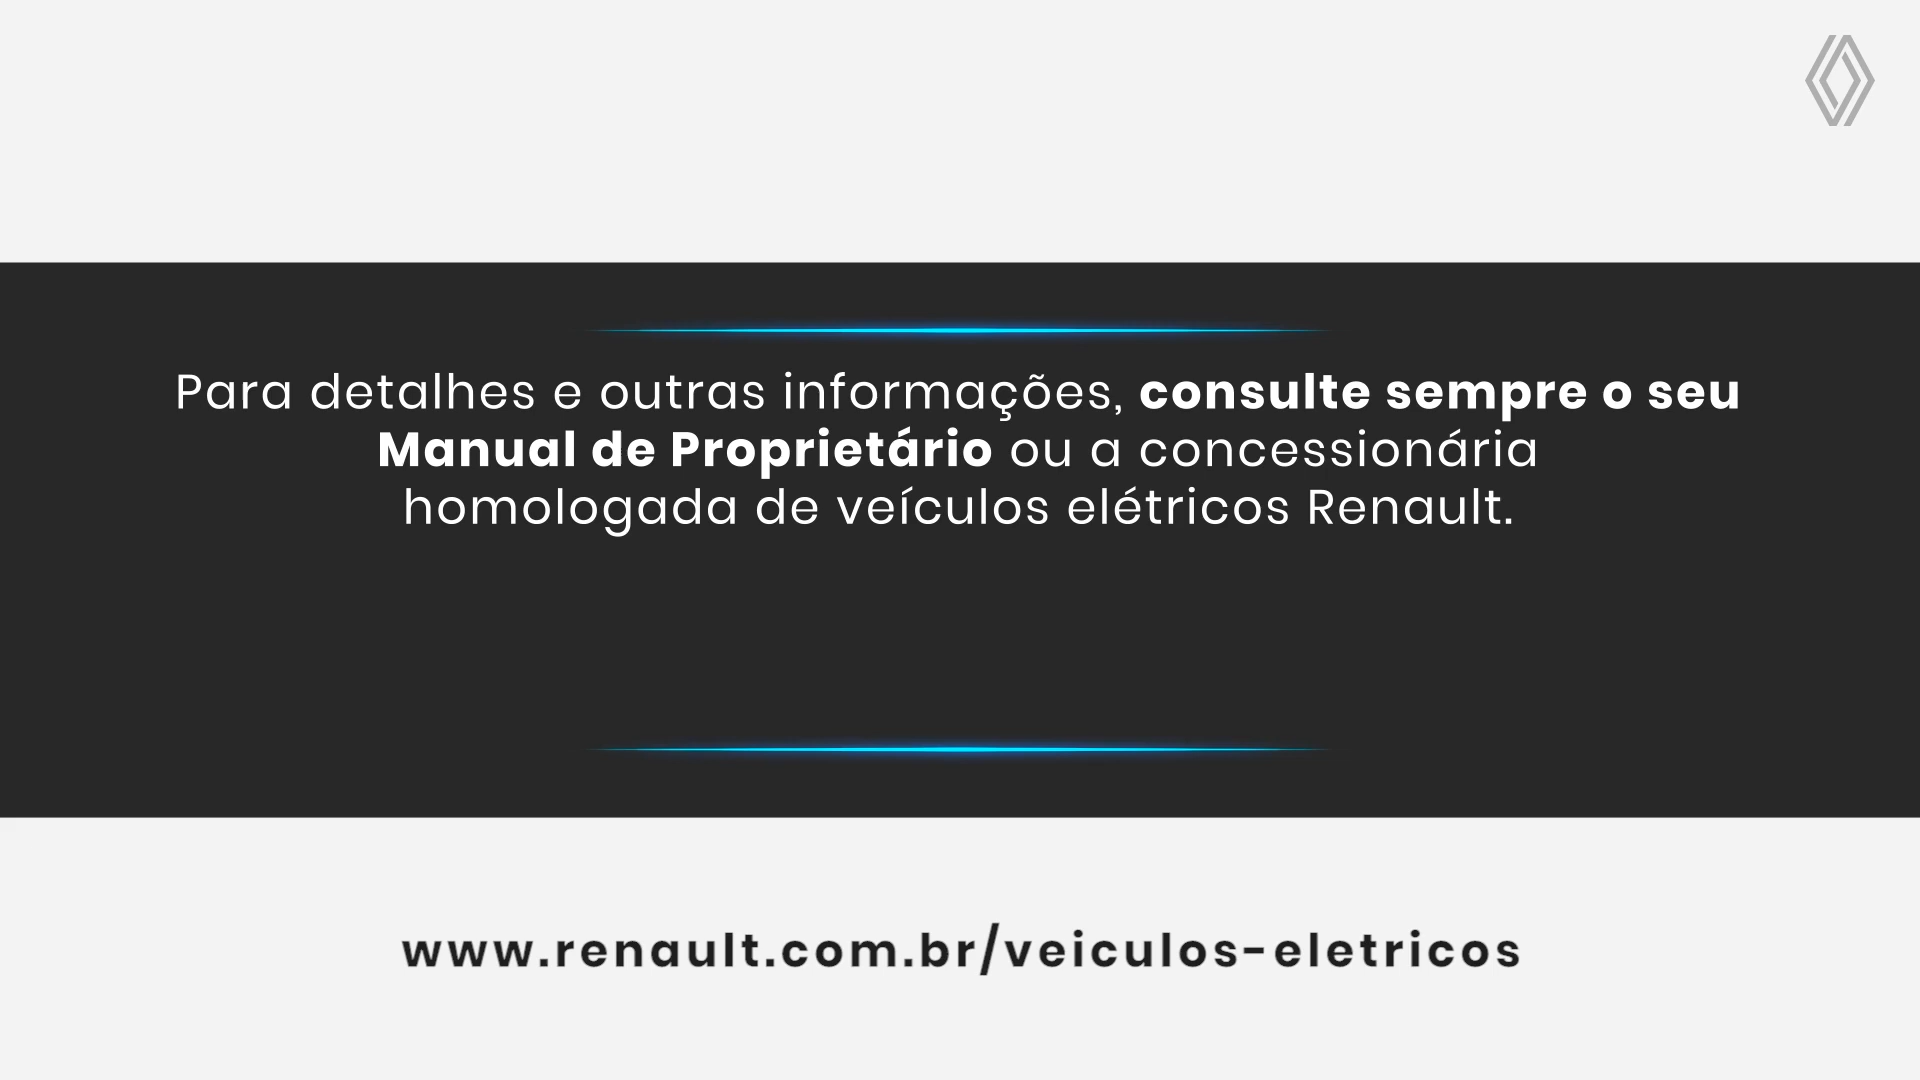 Para detalhes e outras informações, consulte sempre o seu
Manual de Proprietário ou a concessionária
homologada de veículos elétricos Renault.
www.renault.com.br/veiculos-eletricos